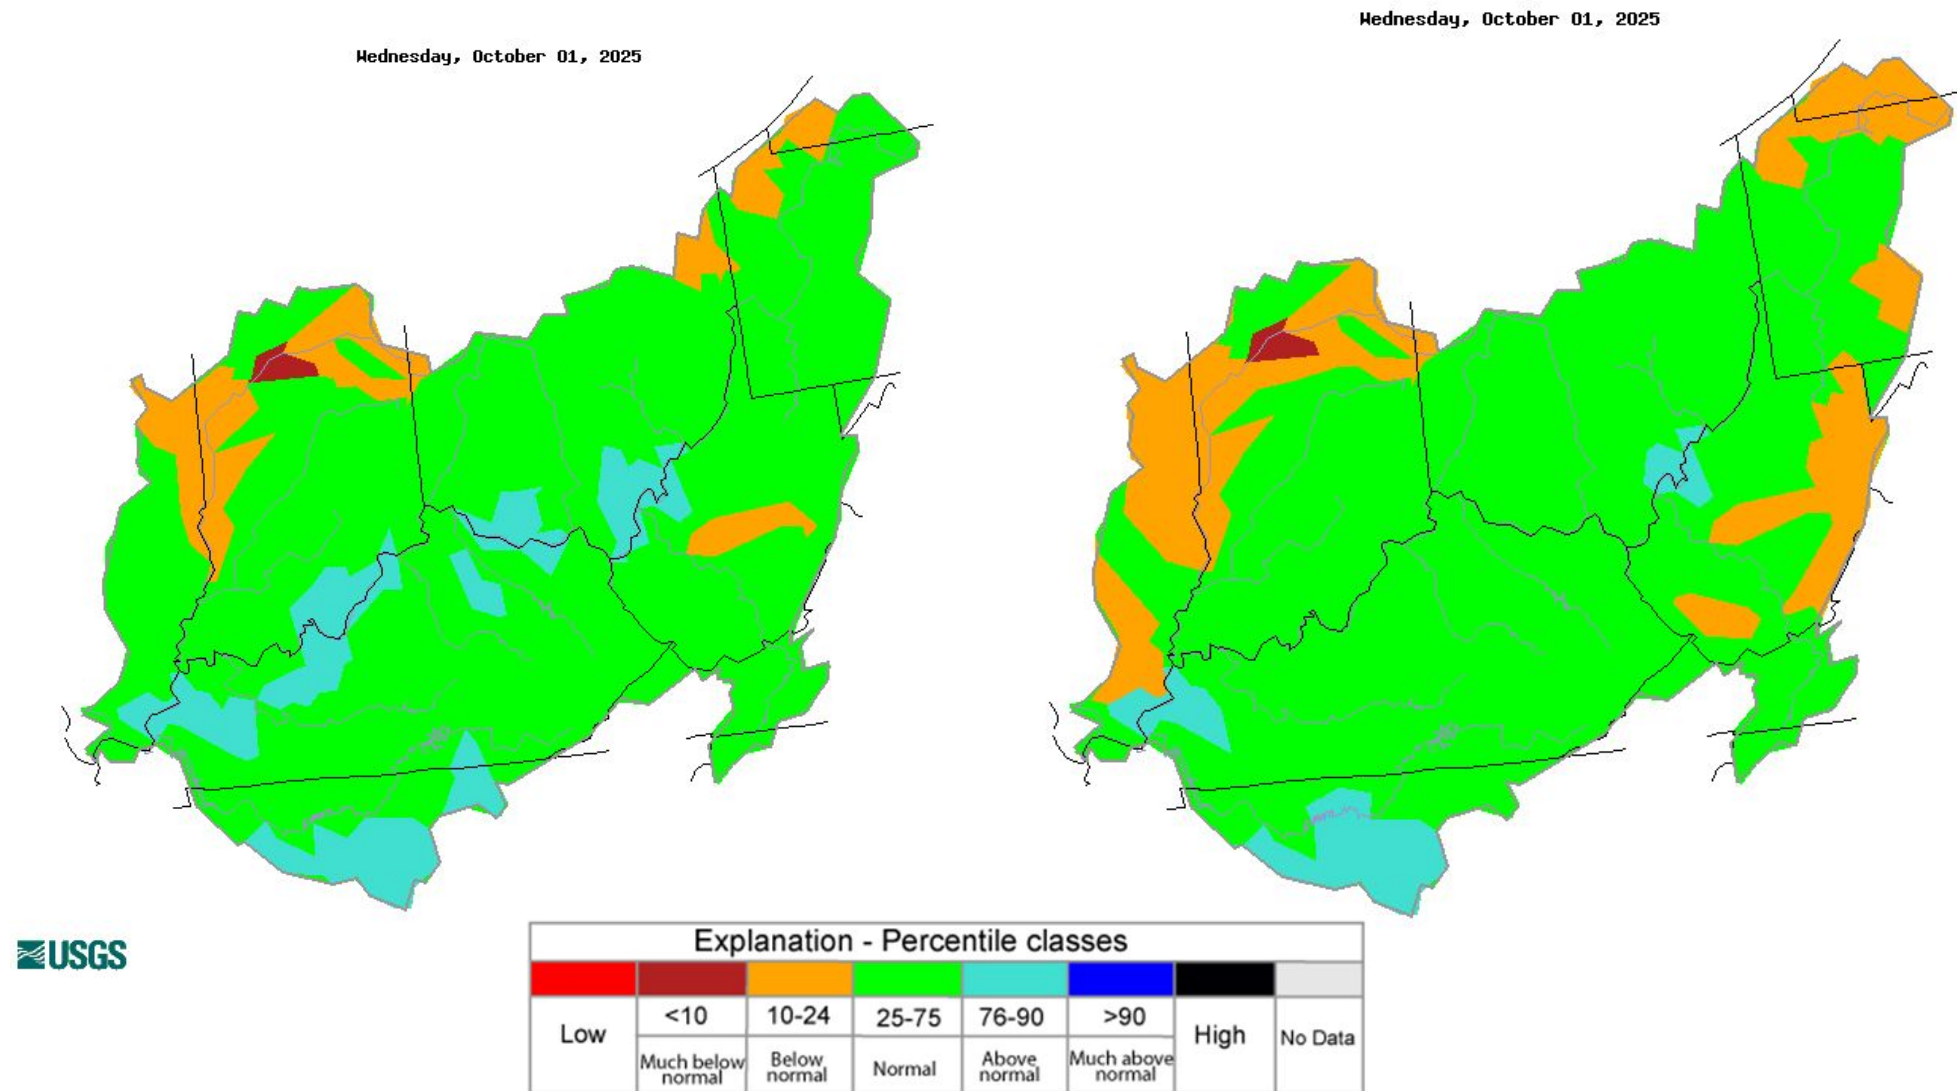 Wednesday, October 01, 2025
Wednesday, October 01, 2025
USGS
Explanation - Percentile classes
Low
<10
10-24
25-75
76-90
>90
High
No Data
Much below
normal
Below
normal
Normal
Above
normal
Much above
normal